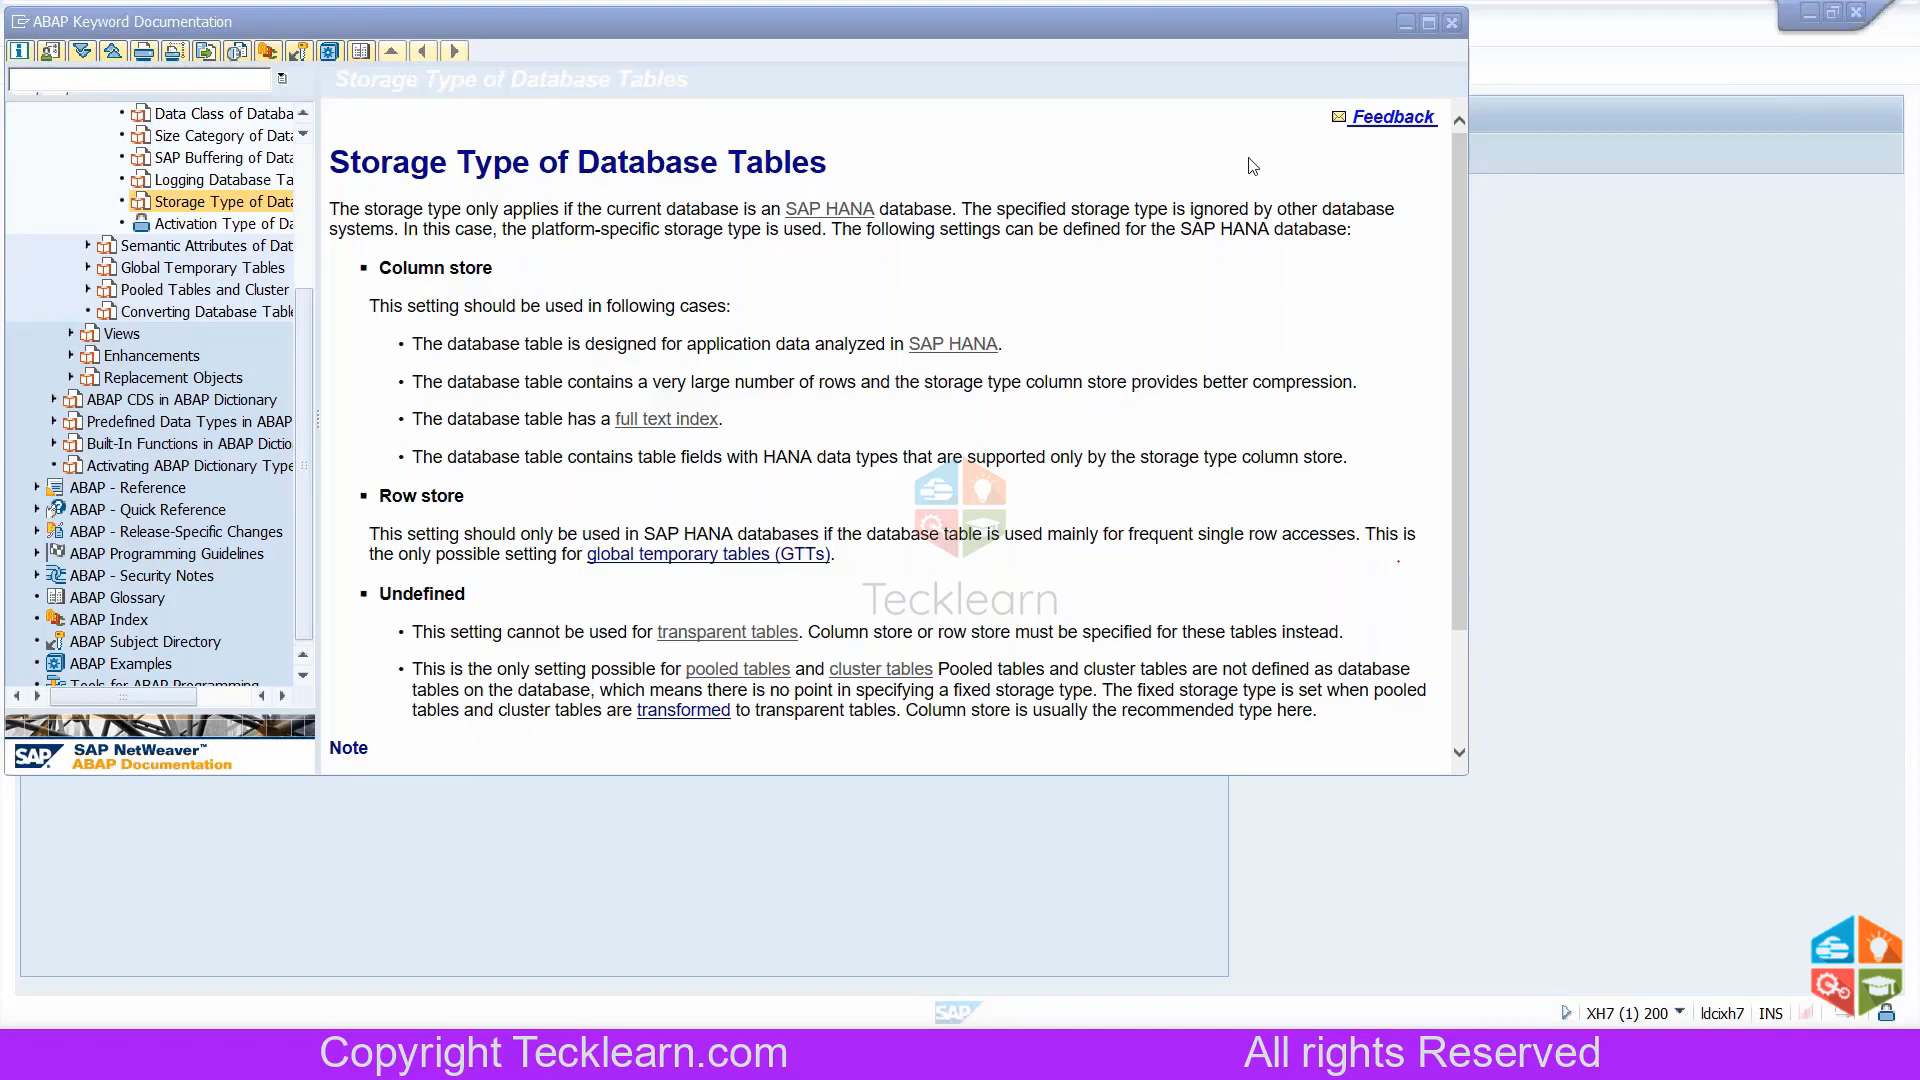 ABAP Keyword Documentation
Storage Type of Database Tables
Data Class of Databa
Size Category of Data
SAP Buffering of Data
Logging Database Ta
Storage Type of Data
Activation Type of Da
Semantic Attributes of Dat
Global Temporary Tables
Pooled Tables and Cluster
Converting Database Table
Views
Enhancements
Replacement Objects
ABAP CDS in ABAP Dictionary
Predefined Data Types in ABAP
Built-In Functions in ABAP Dictio
Activating ABAP Dictionary Type
ABAP - Reference
ABAP - Quick Reference
ABAP - Release-Specific Changes
ABAP Programming Guidelines
ABAP - Security Notes
ABAP Glossary
ABAP Index
ABAP Subject Directory
ABAP Examples
Tools for ABAP Programming
SAP
SAP NetWeaver™
ABAP Documentation
Feedback
Storage Type of Database Tables
The storage type only applies if the current database is an SAP HANA database. The specified storage type is ignored by other database
systems. In this case, the platform-specific storage type is used. The following settings can be defined for the SAP HANA database:
Column store
This setting should be used in following cases:
• The database table is designed for application data analyzed in SAP HANA.
• The database table contains a very large number of rows and the storage type column store provides better compression.
• The database table has a full text index.
• The database table contains table fields with HANA data types that are supported only by the storage type column store.
Row store
This setting should only be used in SAP HANA databases if the database table is used mainly for frequent single row accesses. This is
the only possible setting for global temporary tables (GTTs).
Undefined
• This setting cannot be used for transparent tables. Column store or row store must be specified for these tables instead.
• This is the only setting possible for pooled tables and cluster tables Pooled tables and cluster tables are not defined as database
tables on the database, which means there is no point in specifying a fixed storage type. The fixed storage type is set when pooled
tables and cluster tables are transformed to transparent tables. Column store is usually the recommended type here.
Note
Tecklearn
SAP
XH7 (1) 200
ldcixh7
INS
Copyright Tecklearn.com
All rights Reserved